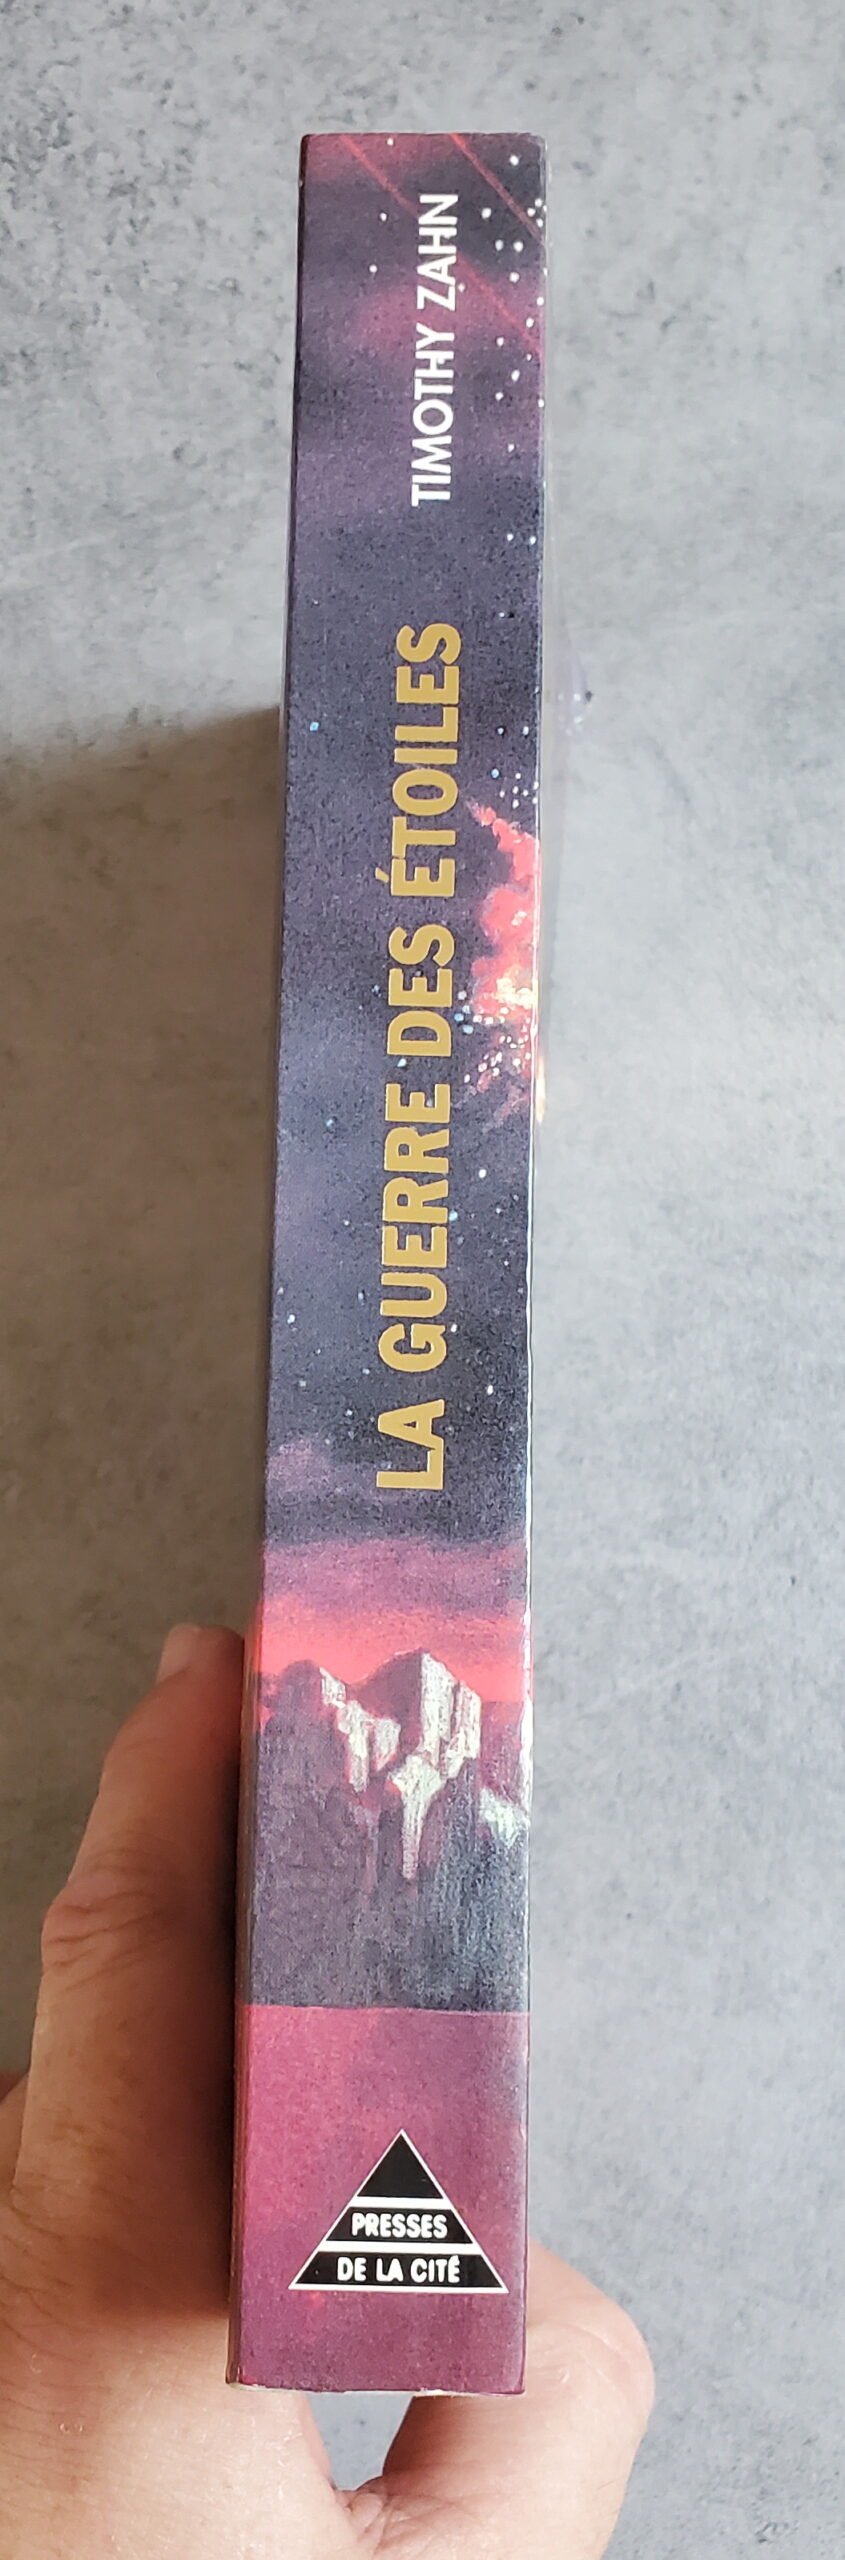 TIMOTHY ZAHN
LA GUERRE DES ÉTOILES
PRESSES
DE LA CITÉ